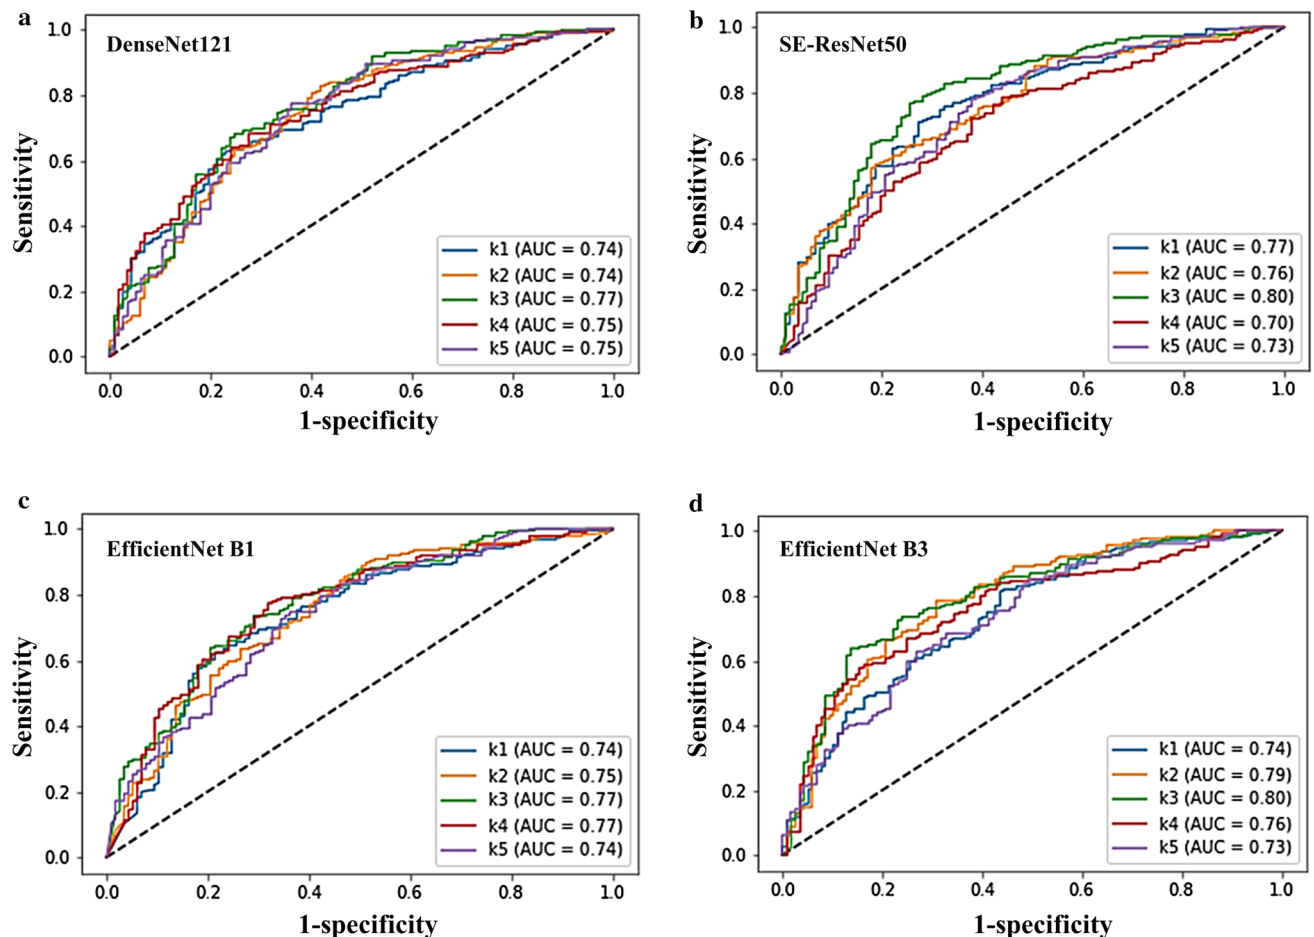 a
DenseNet121
Sensitivity
1.0
0.8
0.6
0.4
0.2
0.0
k1 (AUC = 0.74)
k2 (AUC = 0.74)
k3 (AUC = 0.77)
k4 (AUC = 0.75)
k5 (AUC = 0.75)
0.0 0.2 0.4 0.6 0.8 1.0
1-specificity
b
SE-ResNet50
Sensitivity
1.0
0.8
0.6
0.4
0.2
0.0
k1 (AUC = 0.77)
k2 (AUC = 0.76)
k3 (AUC = 0.80)
k4 (AUC = 0.70)
k5 (AUC = 0.73)
0.0 0.2 0.4 0.6 0.8 1.0
1-specificity
c
EfficientNet B1
Sensitivity
1.0
0.8
0.6
0.4
0.2
0.0
k1 (AUC = 0.74)
k2 (AUC = 0.75)
k3 (AUC = 0.77)
k4 (AUC = 0.77)
k5 (AUC = 0.74)
0.0 0.2 0.4 0.6 0.8 1.0
1-specificity
d
EfficientNet B3
Sensitivity
1.0
0.8
0.6
0.4
0.2
0.0
k1 (AUC = 0.74)
k2 (AUC = 0.79)
k3 (AUC = 0.80)
k4 (AUC = 0.76)
k5 (AUC = 0.73)
0.0 0.2 0.4 0.6 0.8 1.0
1-specificity